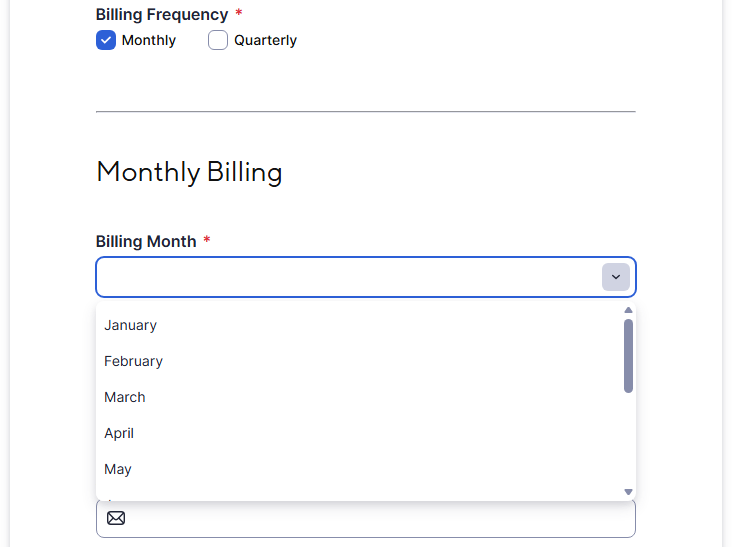 Billing Frequency *
Monthly Quarterly
Monthly Billing
Billing Month *
January
February
March
April
May